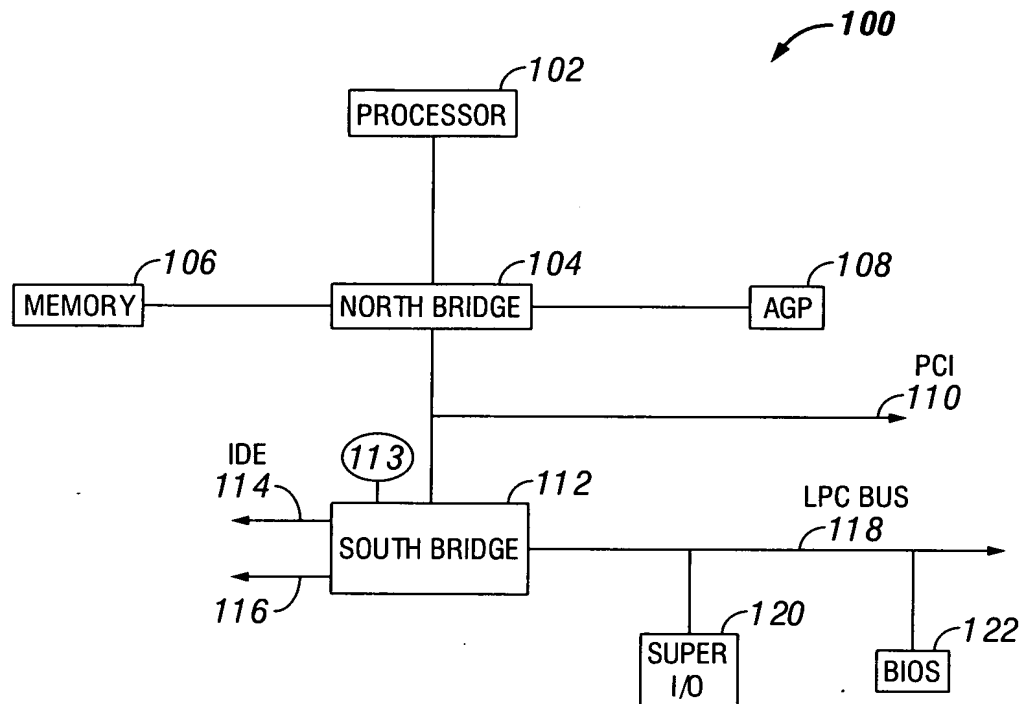 100
102
PROCESSOR
106
104
108
MEMORY
NORTH BRIDGE
AGP
PCI
110
IDE
113
114
112
LPC BUS
SOUTH BRIDGE
118
116
120
122
SUPER
I/O
BIOS